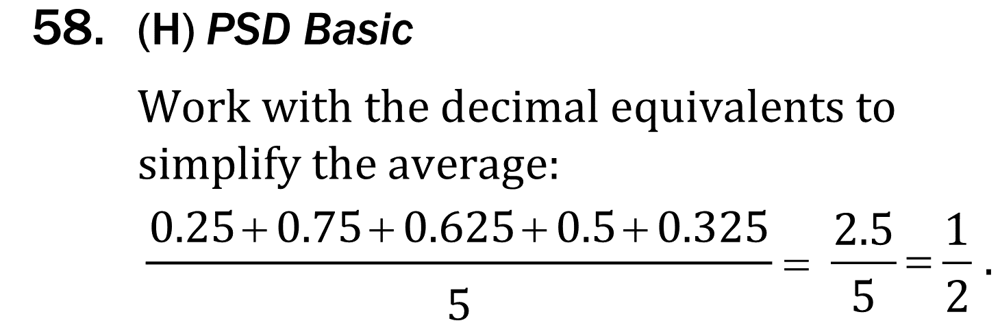 58. (H) PSD Basic
Work with the decimal equivalents to
simplify the average:
0.25+0.75+0.625+0.5+0.325
5
= 2.5
5
= 1
2
.